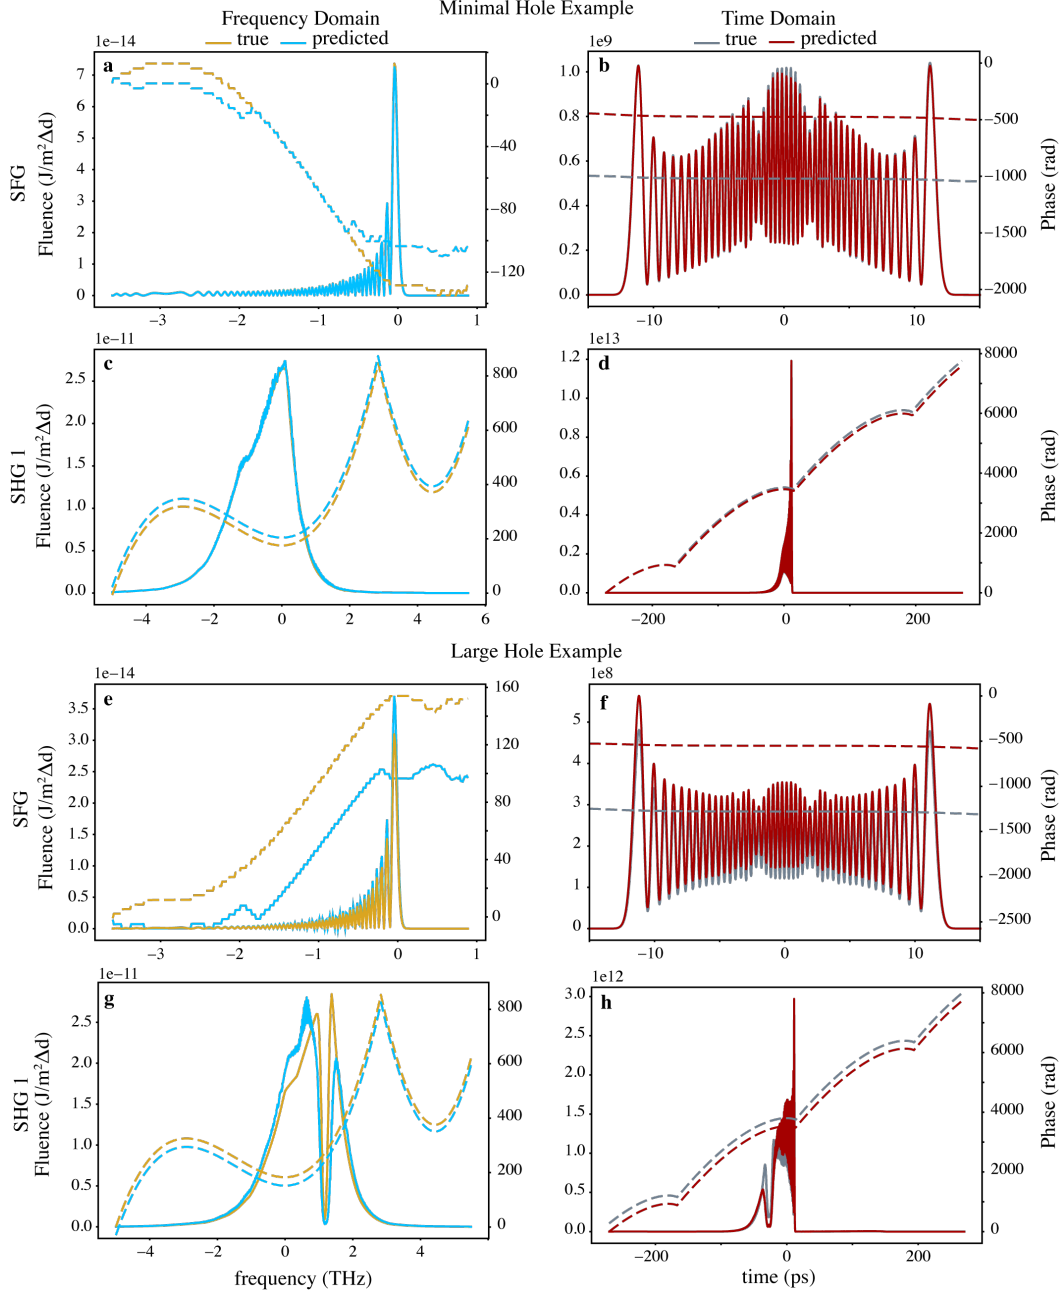 Minimal Hole Example
Frequency Domain
true predicted
Time Domain
true predicted
1e−14
a
7
6
5
4
3
2
1
0
0
−20
−40
−60
−80
−100
−120
−3 −2 −1 0 1
SFG
Fluence (J/m²Δd)
1e9
b
1.0
0.8
0.6
0.4
0.2
0.0
0
−500
−1000
−1500
−2000
−10 0 10
Phase (rad)
1e−11
c
2.5
2.0
1.5
1.0
0.5
0.0
800
600
400
200
0
−4 −2 0 2 4 6
SHG 1
Fluence (J/m²Δd)
1e13
d
1.2
1.0
0.8
0.6
0.4
0.2
0.0
8000
6000
4000
2000
0
−200 0 200
Phase (rad)
Large Hole Example
1e−14
e
3.5
3.0
2.5
2.0
1.5
1.0
0.5
0.0
160
120
80
40
0
−3 −2 −1 0 1
SFG
Fluence (J/m²Δd)
5e8
f
5
4
3
2
1
0
0
−500
−1000
−1500
−2000
−2500
−10 0 10
Phase (rad)
1e−11
g
2.5
2.0
1.5
1.0
0.5
0.0
800
600
400
200
0
−4 −2 0 2 4
SHG 1
Fluence (J/m²Δd)
frequency (THz)
1e12
h
3.0
2.5
2.0
1.5
1.0
0.5
0.0
8000
6000
4000
2000
0
−200 0 200
Phase (rad)
time (ps)